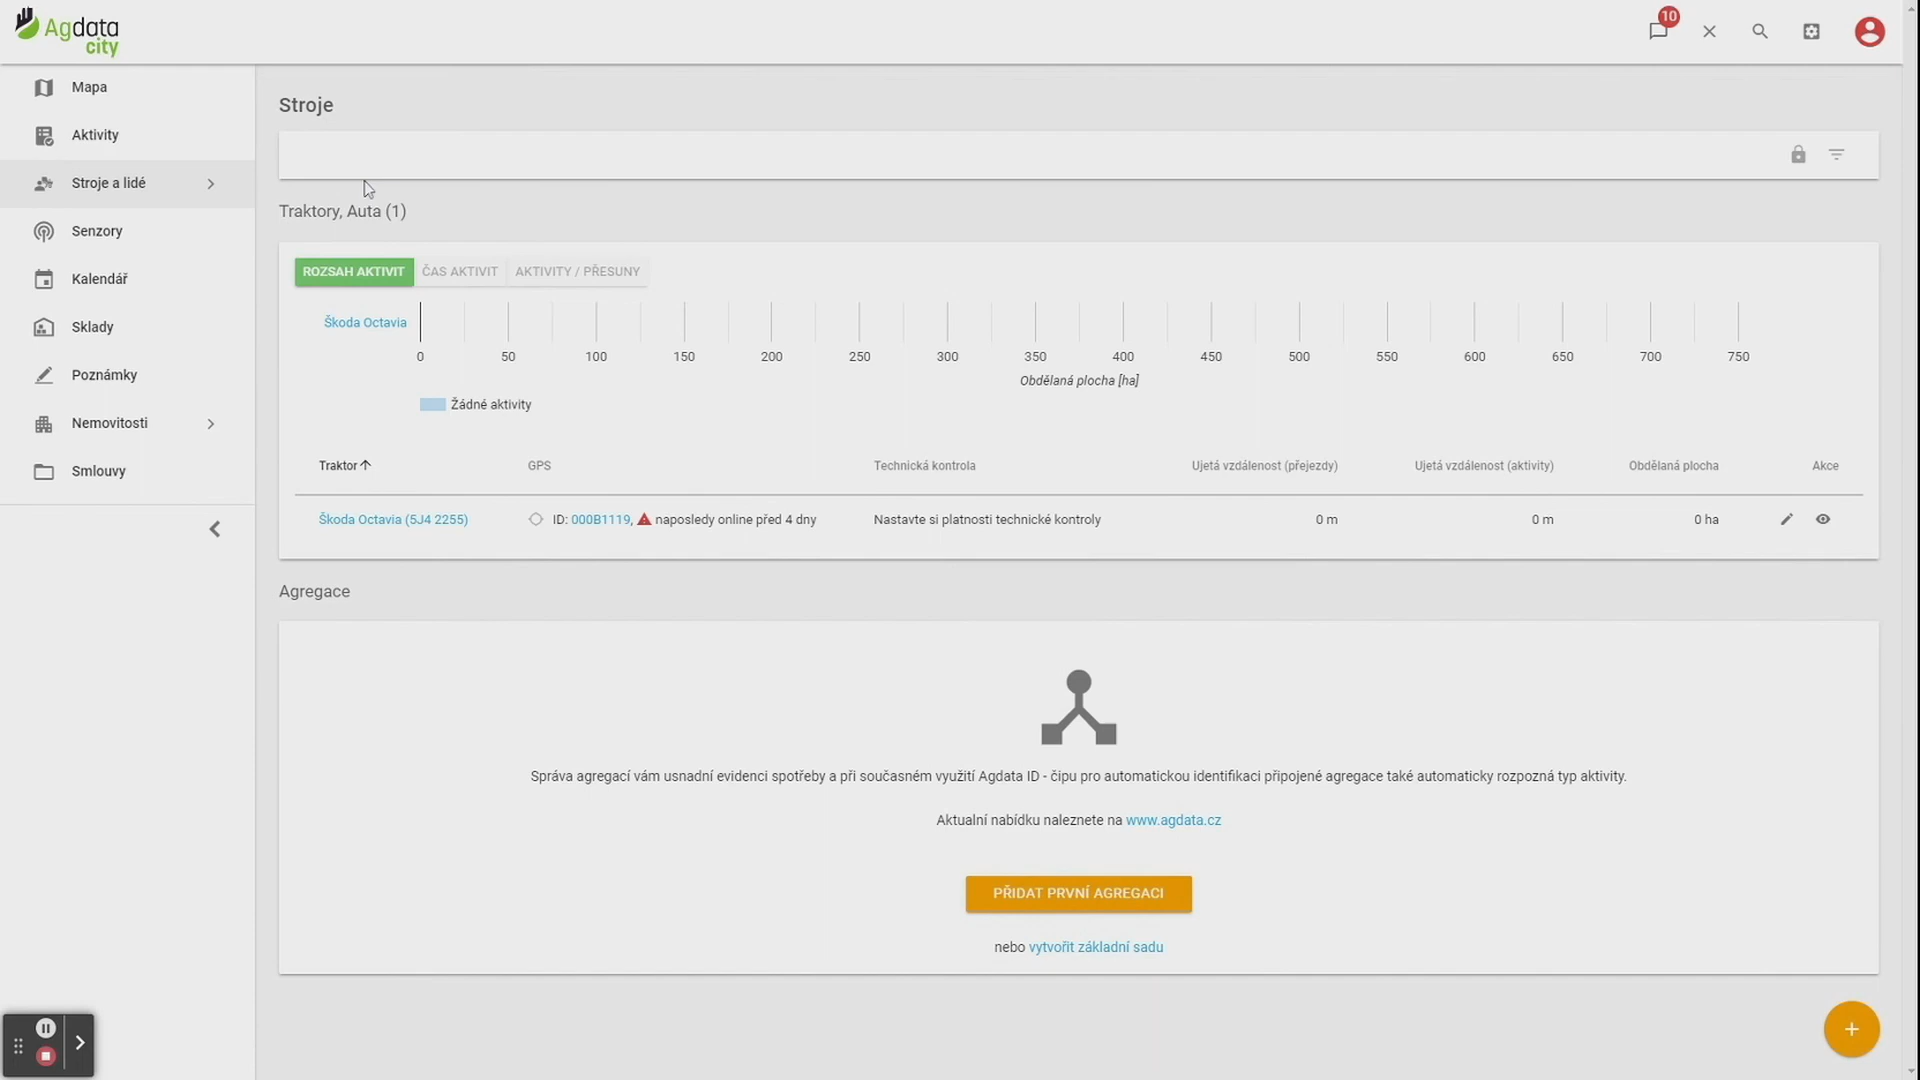 Agdata
city
10
Mapa
Aktivity
Stroje a lidé
Senzory
Kalendář
Sklady
Poznámky
Nemovitosti
Smlouvy
Stroje
Traktory, Auta (1)
ROZSAH AKTIVIT ČAS AKTIVIT AKTIVITY / PŘESUNY
Škoda Octavia
0 50 100 150 200 250 300 350 400 450 500 550 600 650 700 750
Obdělaná plocha [ha]
Žádné aktivity
Traktor GPS Technická kontrola Ujetá vzdálenost (přejezdy) Ujetá vzdálenost (aktivity) Obdělaná plocha Akce
Škoda Octavia (5J4 2255) ID: 000B1119, naposledy online před 4 dny Nastavte si platnosti technické kontroly 0 m 0 m 0 ha
Agregace
Správa agregací vám usnadní evidenci spotřeby a při současném využití Agdata ID - čipu pro automatickou identifikaci připojené agregace také automaticky rozpozná typ aktivity.
Aktualní nabídku naleznete na www.agdata.cz
PŘIDAT PRVNÍ AGREGACI
nebo vytvořit základní sadu